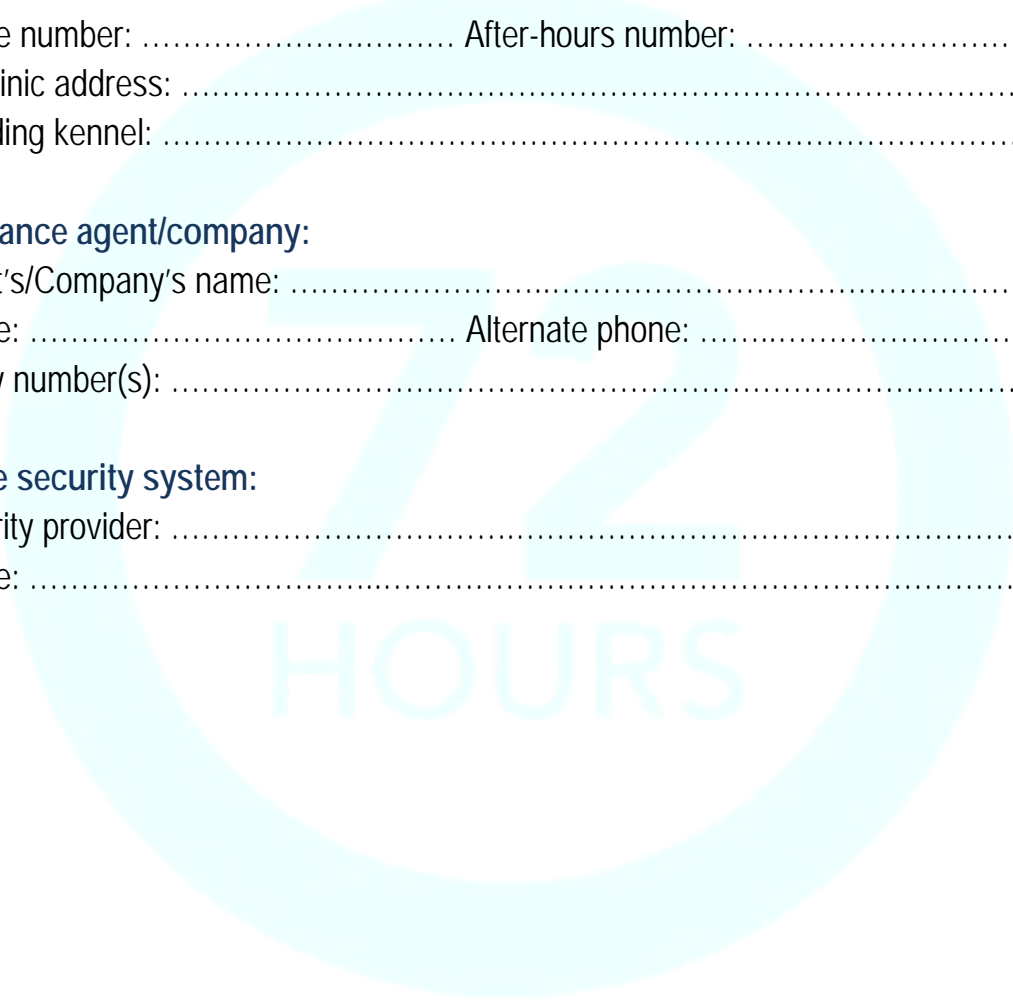 e number: ……………………………. After-hours number: ……………………….
inic address: ……………………………………………………………………………….
ding kennel: ………………………………………………………………………………….
ance agent/company:
t's/Company's name: ………………………………………………………………….
e: ………………………………………. Alternate phone: …………………………….
y number(s): ………………………………………………………………………………….
e security system:
rity provider: ………………………………………………………………………………….
e: ………………………………………………………………………………………………….
72
HOURS